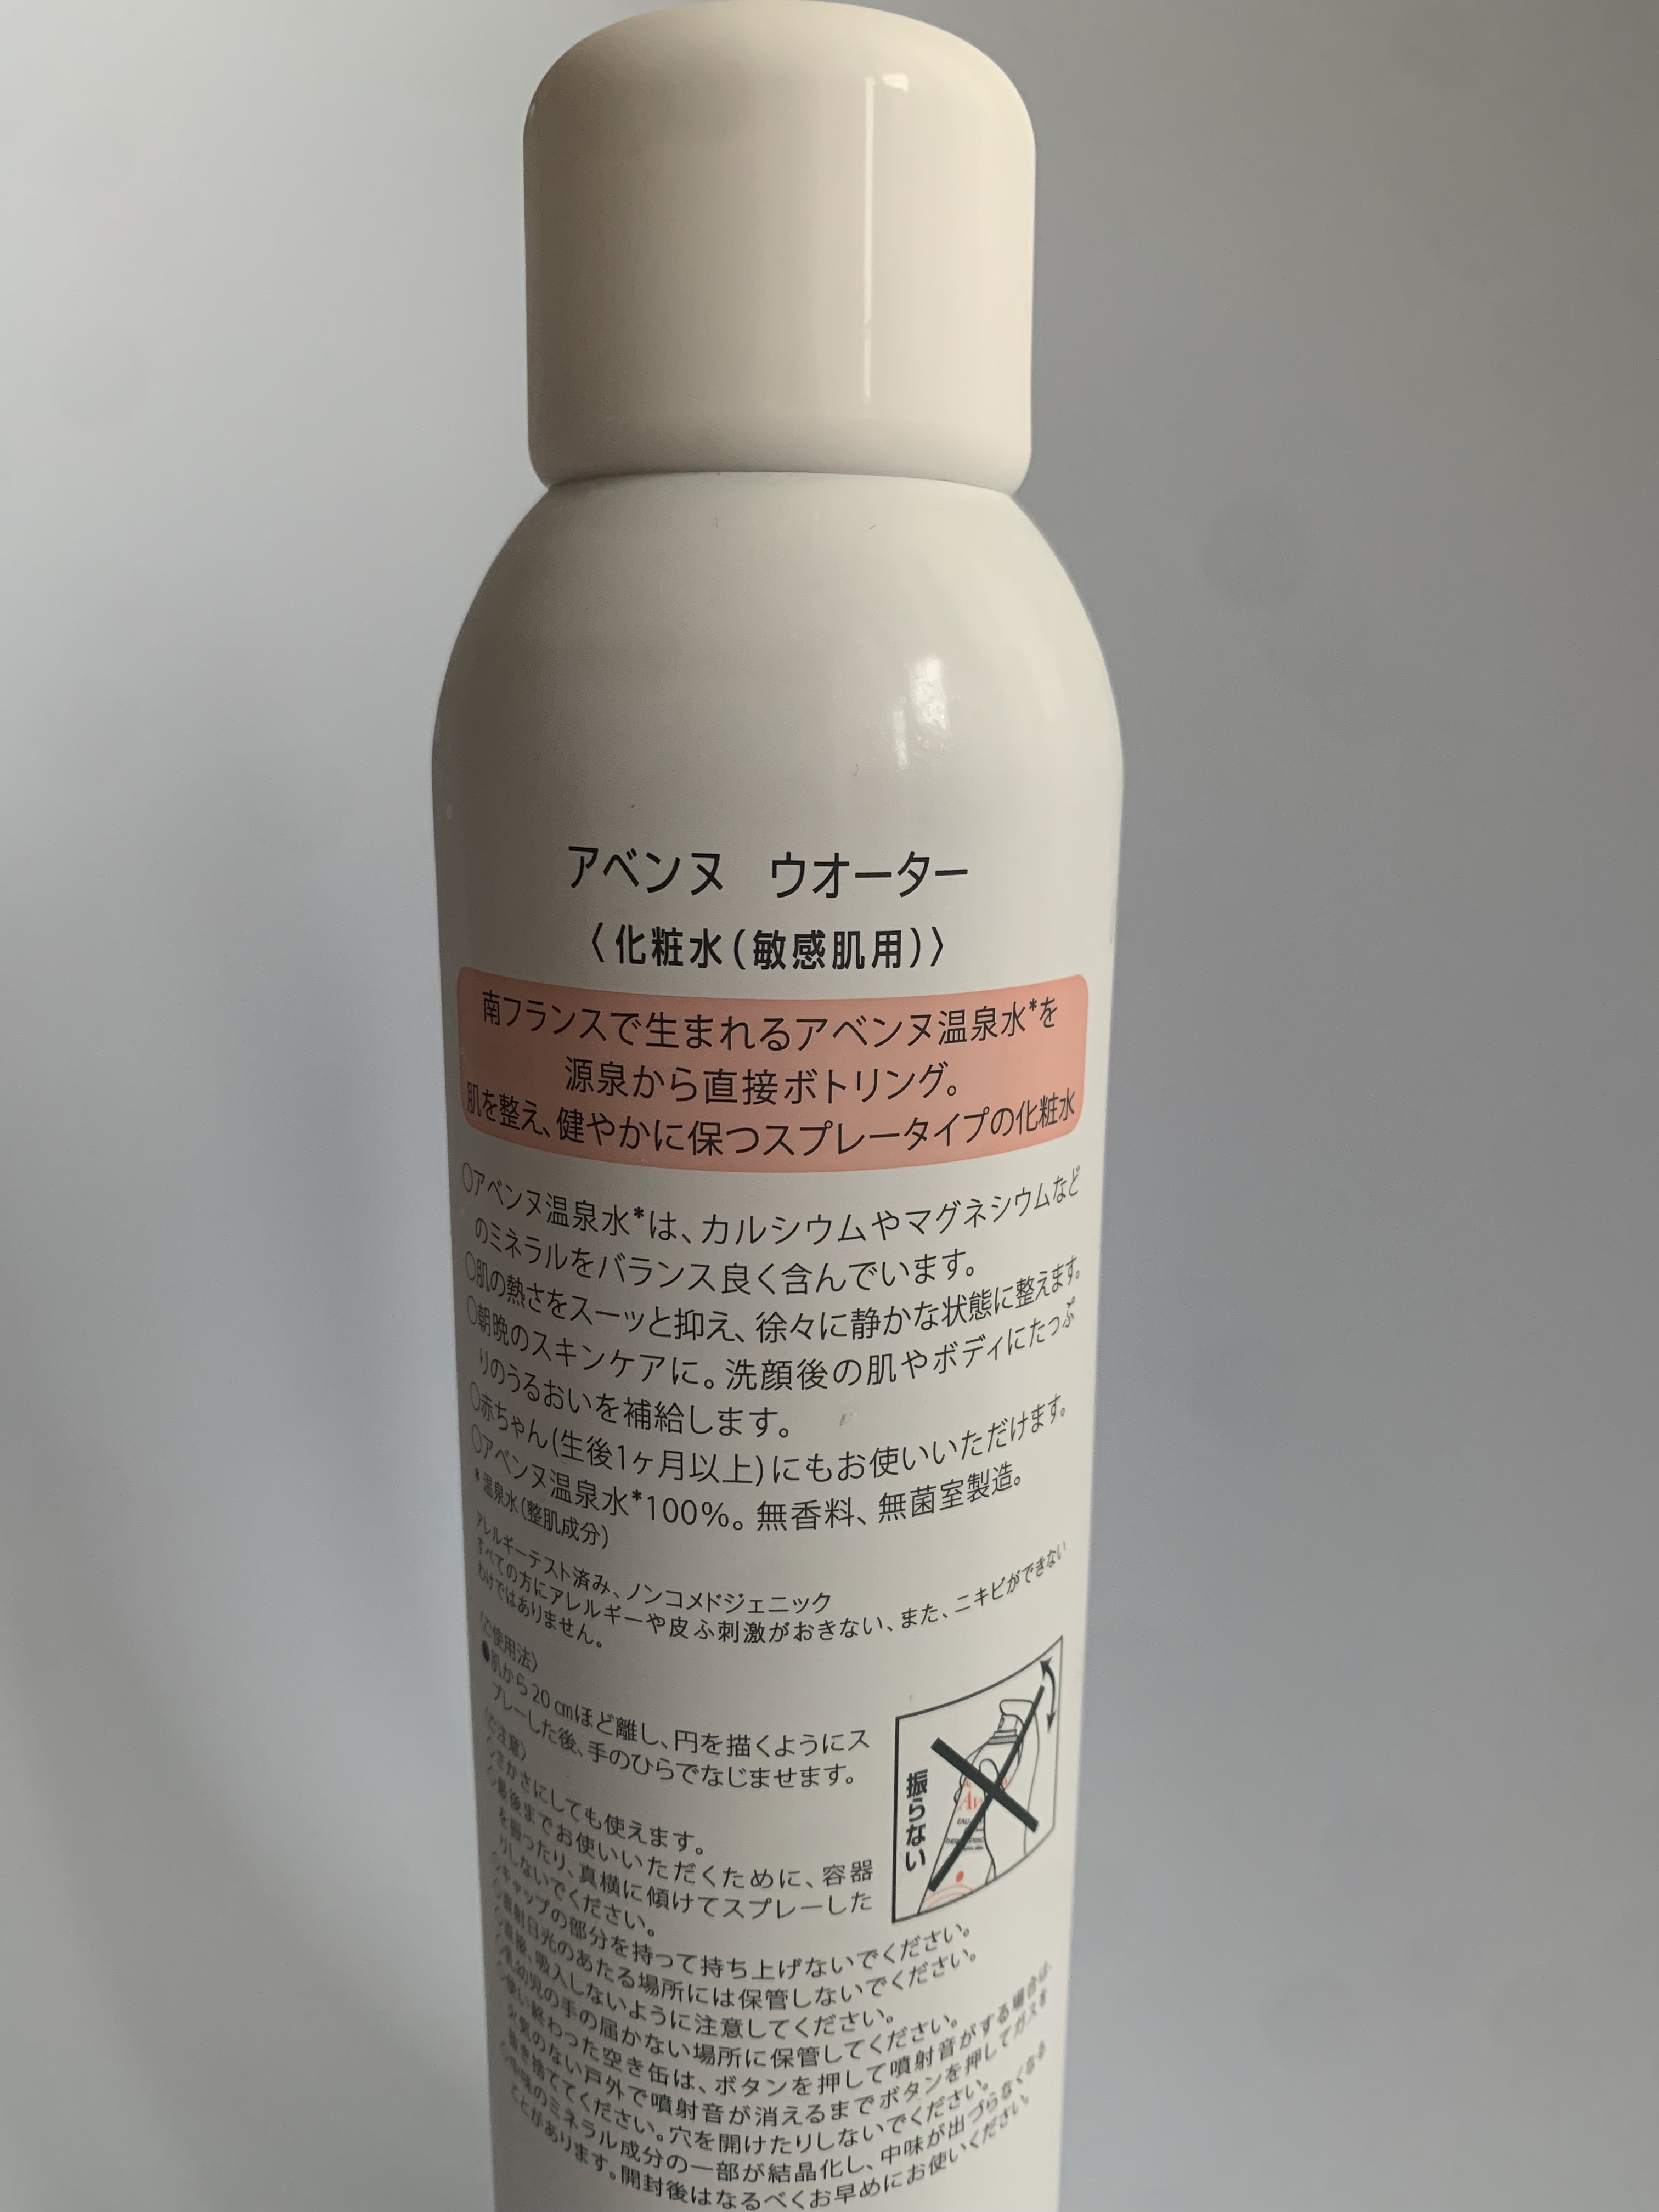 アベンヌ　ウオーター
〈化粧水(敏感肌用)〉
南フランスで生まれるアベンヌ温泉水*を
源泉から直接ボトリング。
肌を整え、健やかに保つスプレータイプの化粧水
○アベンヌ温泉水*は、カルシウムやマグネシウムなど
のミネラルをバランス良く含んでいます。
○肌の熱さをスーッと抑え、徐々に静かな状態に整えます。
○朝晩のスキンケアに。洗顔後の肌やボディにたっぷ
りのうるおいを補給します。
○赤ちゃん(生後1ヶ月以上)にもお使いいただけます。
○アベンヌ温泉水*100%。無香料、無菌室製造。
*温泉水(整肌成分)
アレルギーテスト済み、ノンコメドジェニック
すべての方にアレルギーや皮ふ刺激がおきない、また、ニキビができない
わけではありません。
〈ご使用法〉
●肌から20cmほど離し、円を描くようにス
プレーした後、手のひらでなじませます。
〈ご注意〉
○さかさにしても使えます。
○最後までお使いいただくために、容器
を振ったり、真横に傾けてスプレーした
りしないでください。
○キャップの部分を持って持ち上げないでください。
○直射日光のあたる場所には保管しないでください。
○直接、吸入しないように注意してください。
○乳幼児の手の届かない場所に保管してください。
○使い終わった空き缶は、ボタンを押して噴射音がする場合は、
火気のない戸外で噴射音が消えるまでボタンを押してガスを
抜き捨ててください。穴を開けたりしないでください。
○中味のミネラル成分の一部が結晶化し、中味が出づらくなる
ことがあります。開封後はなるべくお早めにお使いください。
振らない